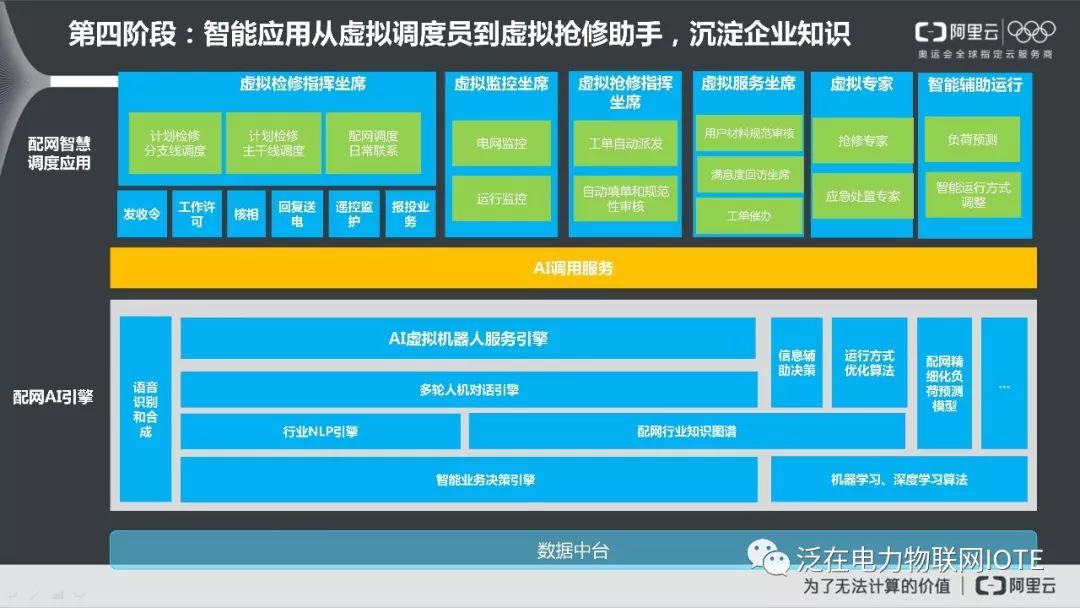 第四阶段：智能应用从虚拟调度员到虚拟抢修助手，沉淀企业知识
阿里云
奥运会全球指定云服务商
配网智慧
调度应用
虚拟检修指挥坐席
计划检修
分支线调度
计划检修
主干线调度
配网调度
日常联系
发收令
工作许
可
核相
回复送
电
遥控监
护
报投业
务
虚拟监控坐席
电网监控
运行监控
虚拟抢修指挥
坐席
工单自动派发
自动填单和规范
性审核
虚拟服务坐席
用户材料规范审核
满意度回访坐席
工单催办
虚拟专家
抢修专家
应急处置专家
智能辅助运行
负荷预测
智能运行方式
调整
AI调用服务
配网AI引擎
语音
识别
和合
成
AI虚拟机器人服务引擎
多轮人机对话引擎
行业NLP引擎
配网行业知识图谱
智能业务决策引擎
信息辅
助决策
运行方式
优化算法
配网精
细化负
荷预测
模型
...
机器学习、深度学习算法
数据中台
泛在电力物联网IOTE
为了无法计算的价值
阿里云